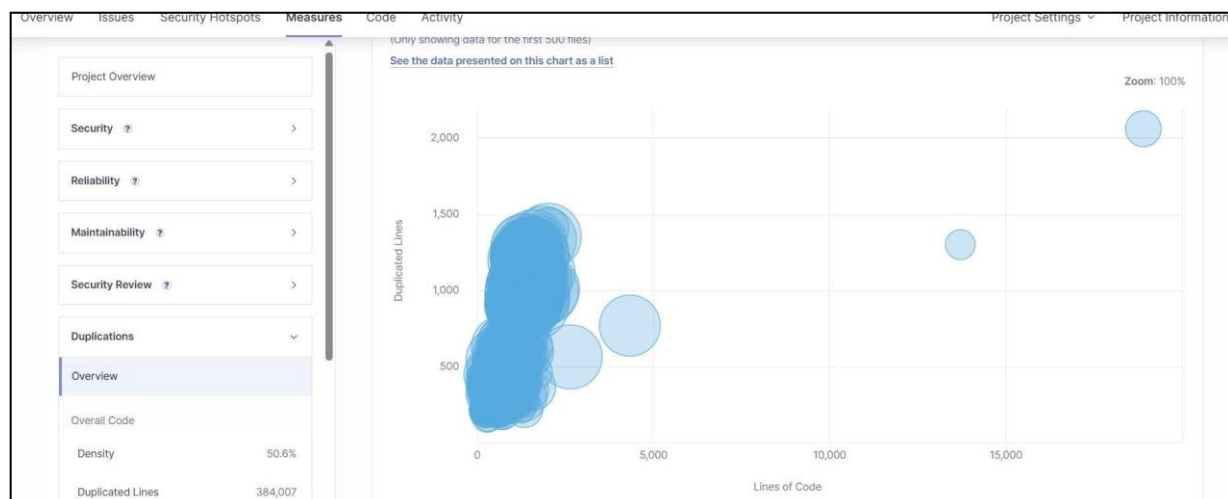 Overview Issues Security Hotspots Measures Code Activity Project Settings Project Information
(Only showing data for the first 500 files)
See the data presented on this chart as a list
Zoom: 100%
Project Overview
Security ?
Reliability ?
Maintainability ?
Security Review ?
Duplications
Overview
Overall Code
Density 50.6%
Duplicated Lines 384,007
Duplicated Lines
2,000
1,500
1,000
500
0 5,000 10,000 15,000
Lines of Code